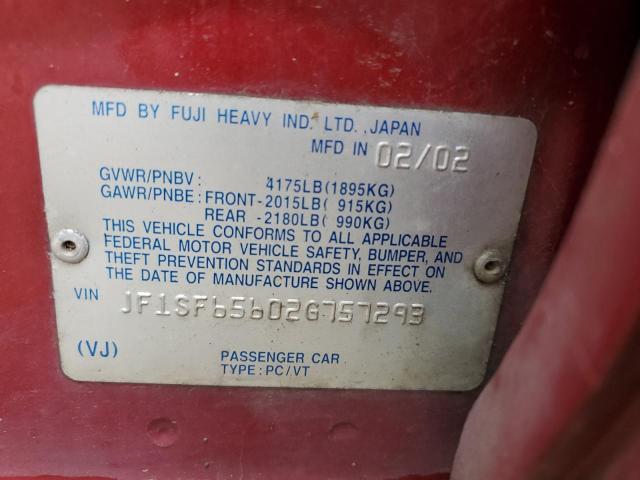 MFD BY FUJI HEAVY IND. LTD., JAPAN
MFD IN 02/02
GVWR/PNBV: 4175LB(1895KG)
GAWR/PNBE: FRONT-2015LB( 915KG)
REAR -2180LB( 990KG)
THIS VEHICLE CONFORMS TO ALL APPLICABLE
FEDERAL MOTOR VEHICLE SAFETY, BUMPER, AND
THEFT PREVENTION STANDARDS IN EFFECT ON
THE DATE OF MANUFACTURE SHOWN ABOVE.
VIN JF1SF65602G757293
(VJ) PASSENGER CAR
TYPE:PC/VT